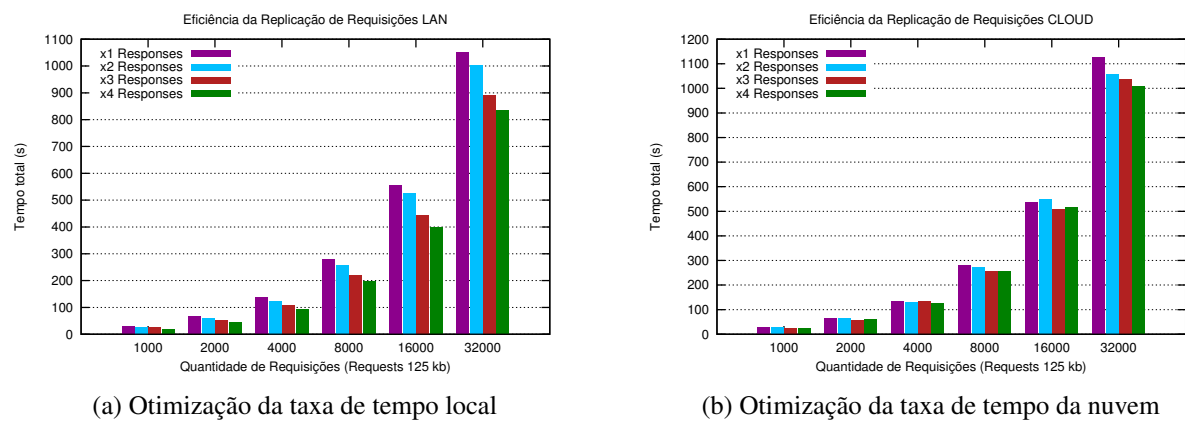 Eficiência da Replicação de Requisições LAN
1100
1000
900
800
700
600
500
400
300
200
100
0
Tempo total (s)
x1 Responses
x2 Responses
x3 Responses
x4 Responses
1000 2000 4000 8000 16000 32000
Quantidade de Requisições (Requests 125 kb)
(a) Otimização da taxa de tempo local
Eficiência da Replicação de Requisições CLOUD
1200
1100
1000
900
800
700
600
500
400
300
200
100
0
Tempo total (s)
x1 Responses
x2 Responses
x3 Responses
x4 Responses
1000 2000 4000 8000 16000 32000
Quantidade de Requisições (Requests 125 kb)
(b) Otimização da taxa de tempo da nuvem